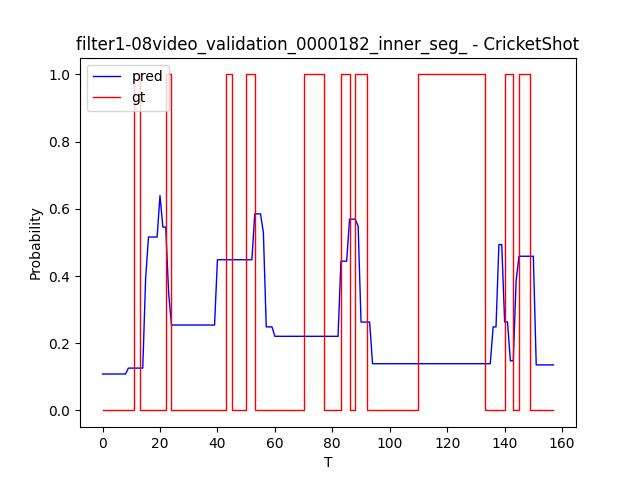 filter1-08video_validation_0000182_inner_seg_ - CricketShot
pred
gt
1.0
0.8
0.6
0.4
0.2
0.0
Probability
0 20 40 60 80 100 120 140 160
T